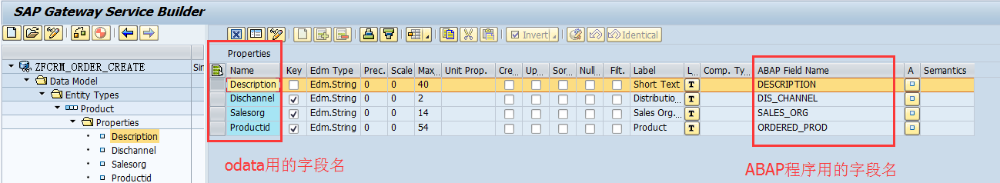 SAP Gateway Service Builder
Invert
Identical
ZFCRM_ORDER_CREATE
Sin
Data Model
Entity Types
Product
Properties
Description
Dischannel
Salesorg
Productid
Properties
Name Key Edm Type Prec. Scale Max... Unit Prop. Cre... Up... Sor... Null... Filt. Label L... Comp. Ty... ABAP Field Name A Semantics
Description Edm.String 0 0 40 Short Text T DESCRIPTION
Dischannel Edm.String 0 0 2 Distributio... T DIS_CHANNEL
Salesorg Edm.String 0 0 14 Sales Org.... T SALES_ORG
Productid Edm.String 0 0 54 Product T ORDERED_PROD
odata用的字段名
ABAP程序用的字段名